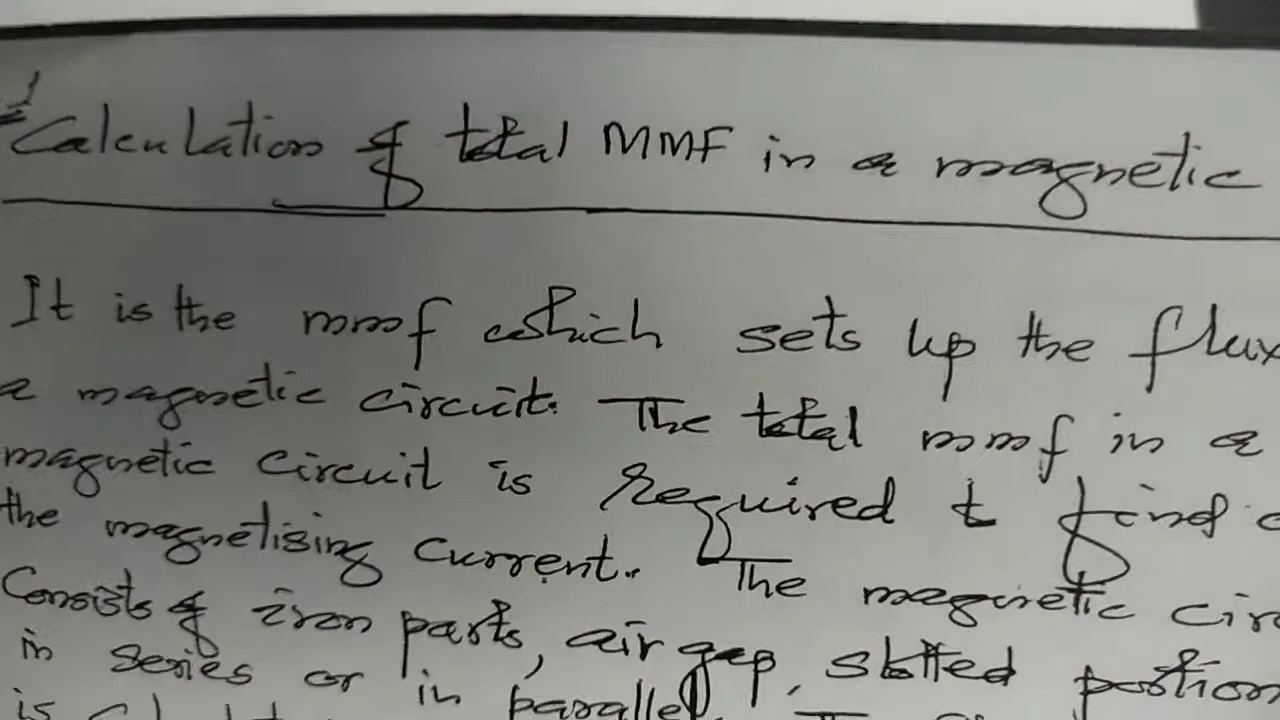 Calculation of total MMF in a magnetic
It is the mmf which sets up the flux
a magnetic circuit. The total mmf in a
magnetic circuit is required to find
the magnetising current. The magnetic
Consists of iron parts, air gap, slotted portion
in series or in parallel.
is